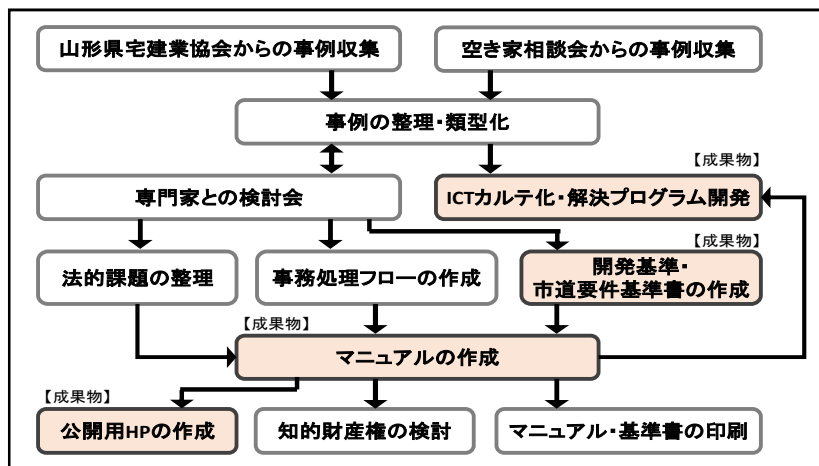 山形県宅建業協会からの事例収集
空き家相談会からの事例収集
事例の整理・類型化
【成果物】
専門家との検討会
ICTカルテ化・解決プログラム開発
【成果物】
法的課題の整理
事務処理フローの作成
開発基準・
市道要件基準書の作成
【成果物】
マニュアルの作成
【成果物】
公開用HPの作成
知的財産権の検討
マニュアル・基準書の印刷